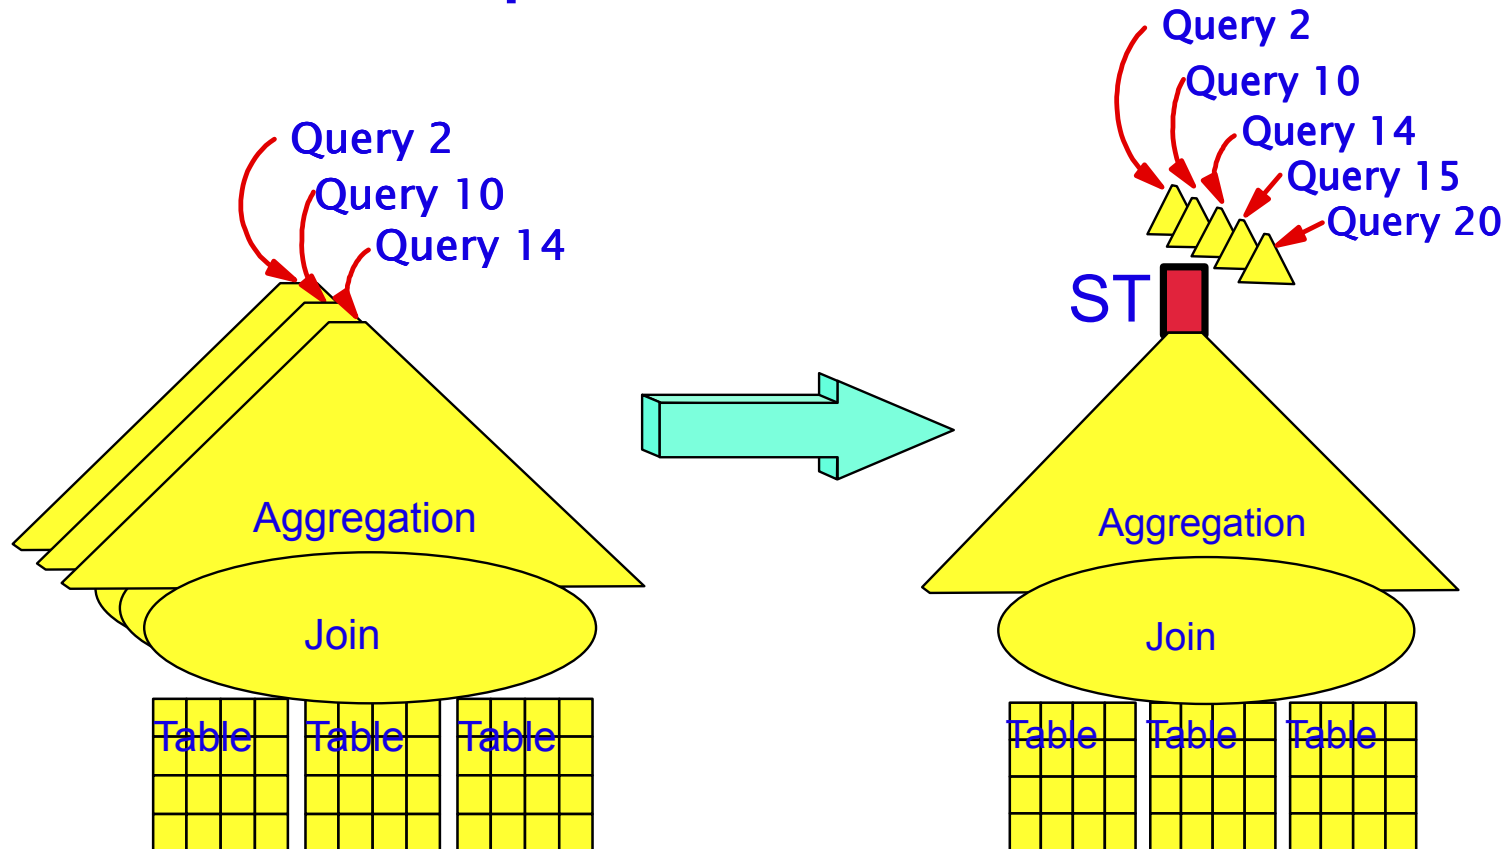 Query 2
Query 10
Query 14
Aggregation
Join
Table Table Table
Query 2
Query 10
Query 14
Query 15
Query 20
ST
Aggregation
Join
Table Table Table